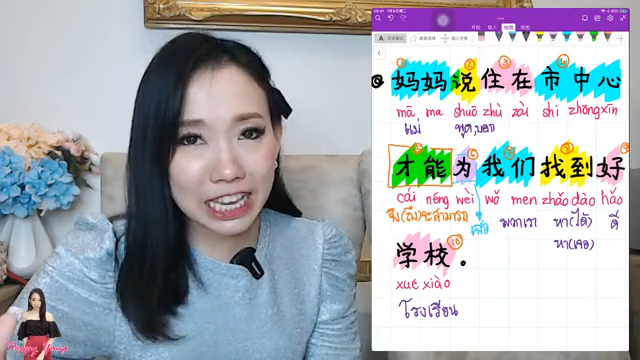 妈妈说住在市中心
mā ma shuō zhù zài shì zhōng xīn
แม่ พูด,บอก
才能为我们找到好
cái néng wèi wǒ men zhǎo dào hǎo
จึง(ถึง)จะสามารถ เพื่อ พวกเรา หา(ได้) ดี
หา(เจอ)
学校。
xué xiào
โรงเรียน